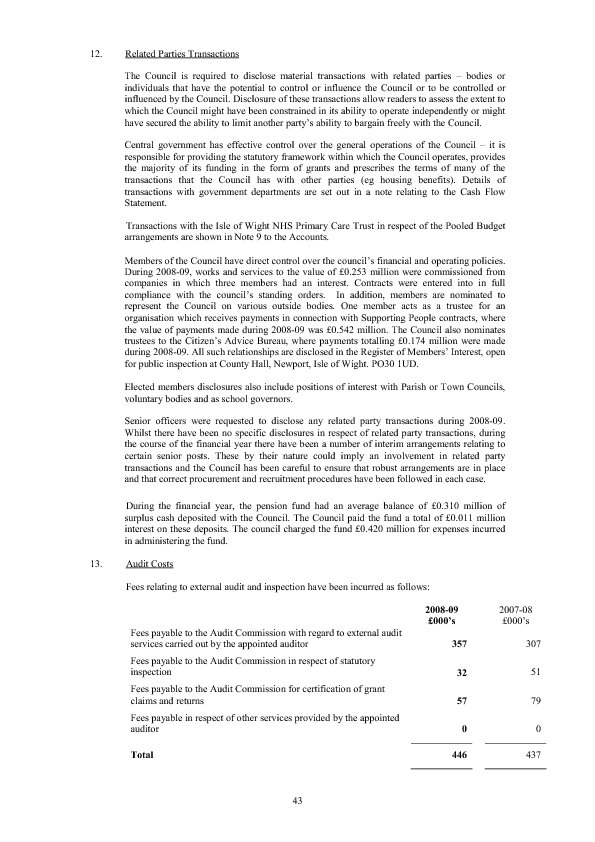 12. Related Parties Transactions
The Council is required to disclose material transactions with related parties – bodies or
individuals that have the potential to control or influence the Council or to be controlled or
influenced by the Council. Disclosure of these transactions allow readers to assess the extent to
which the Council might have been constrained in its ability to operate independently or might
have secured the ability to limit another party's ability to bargain freely with the Council.
Central government has effective control over the general operations of the Council – it is
responsible for providing the statutory framework within which the Council operates, provides
the majority of its funding in the form of grants and prescribes the terms of many of the
transactions that the Council has with other parties (eg housing benefits). Details of
transactions with government departments are set out in a note relating to the Cash Flow
Statement.
Transactions with the Isle of Wight NHS Primary Care Trust in respect of the Pooled Budget
arrangements are shown in Note 9 to the Accounts.
Members of the Council have direct control over the council's financial and operating policies.
During 2008-09, works and services to the value of £0.253 million were commissioned from
companies in which three members had an interest. Contracts were entered into in full
compliance with the council's standing orders. In addition, members are nominated to
represent the Council on various outside bodies. One member acts as a trustee for an
organisation which receives payments in connection with Supporting People contracts, where
the value of payments made during 2008-09 was £0.542 million. The Council also nominates
trustees to the Citizen's Advice Bureau, where payments totalling £0.174 million were made
during 2008-09. All such relationships are disclosed in the Register of Members' Interest, open
for public inspection at County Hall, Newport, Isle of Wight. PO30 1UD.
Elected members disclosures also include positions of interest with Parish or Town Councils,
voluntary bodies and as school governors.
Senior officers were requested to disclose any related party transactions during 2008-09.
Whilst there have been no specific disclosures in respect of related party transactions, during
the course of the financial year there have been a number of interim arrangements relating to
certain senior posts. These by their nature could imply an involvement in related party
transactions and the Council has been careful to ensure that robust arrangements are in place
and that correct procurement and recruitment procedures have been followed in each case.
During the financial year, the pension fund had an average balance of £0.310 million of
surplus cash deposited with the Council. The Council paid the fund a total of £0.011 million
interest on these deposits. The council charged the fund £0.420 million for expenses incurred
in administering the fund.
13. Audit Costs
Fees relating to external audit and inspection have been incurred as follows:
2008-09 2007-08
£000's £000's
Fees payable to the Audit Commission with regard to external audit
services carried out by the appointed auditor 357 307
Fees payable to the Audit Commission in respect of statutory
inspection 32 51
Fees payable to the Audit Commission for certification of grant
claims and returns 57 79
Fees payable in respect of other services provided by the appointed
auditor 0 0
Total 446 437
43